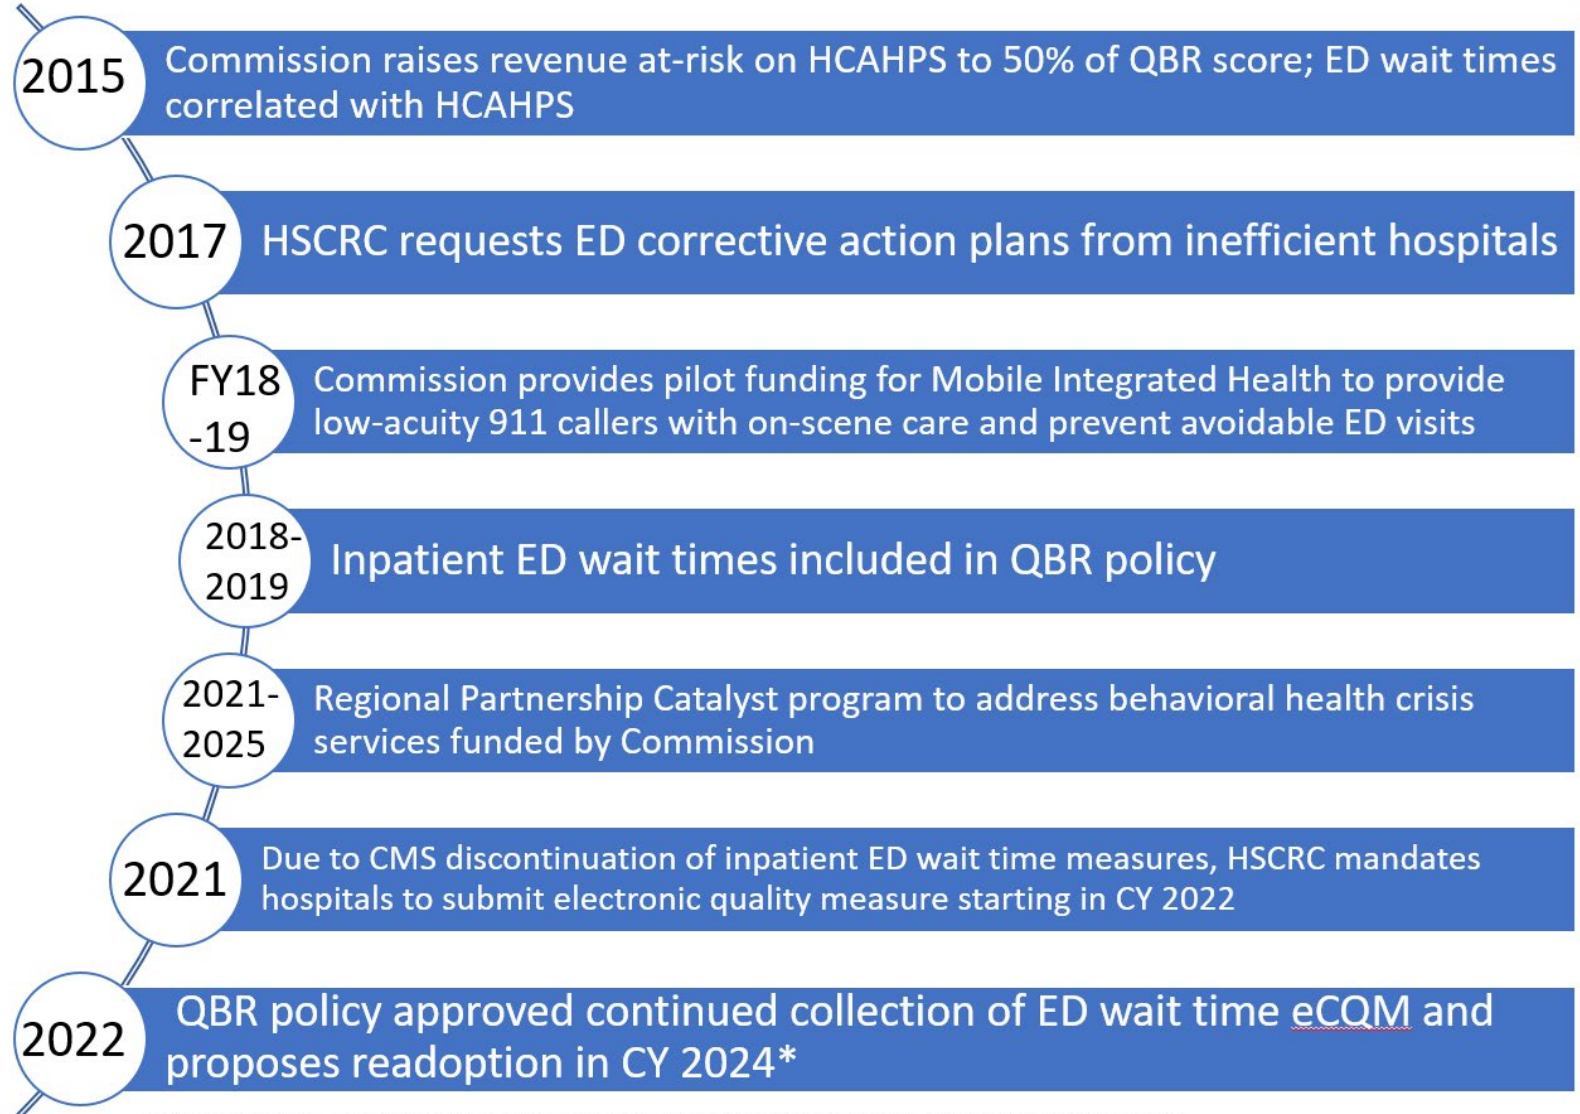 2015
Commission raises revenue at-risk on HCAHPS to 50% of QBR score; ED wait times
correlated with HCAHPS
2017
HSCRC requests ED corrective action plans from inefficient hospitals
FY18
-19
Commission provides pilot funding for Mobile Integrated Health to provide
low-acuity 911 callers with on-scene care and prevent avoidable ED visits
2018-
2019
Inpatient ED wait times included in QBR policy
2021-
2025
Regional Partnership Catalyst program to address behavioral health crisis
services funded by Commission
2021
Due to CMS discontinuation of inpatient ED wait time measures, HSCRC mandates
hospitals to submit electronic quality measure starting in CY 2022
2022
QBR policy approved continued collection of ED wait time eCQM and
proposes readoption in CY 2024*